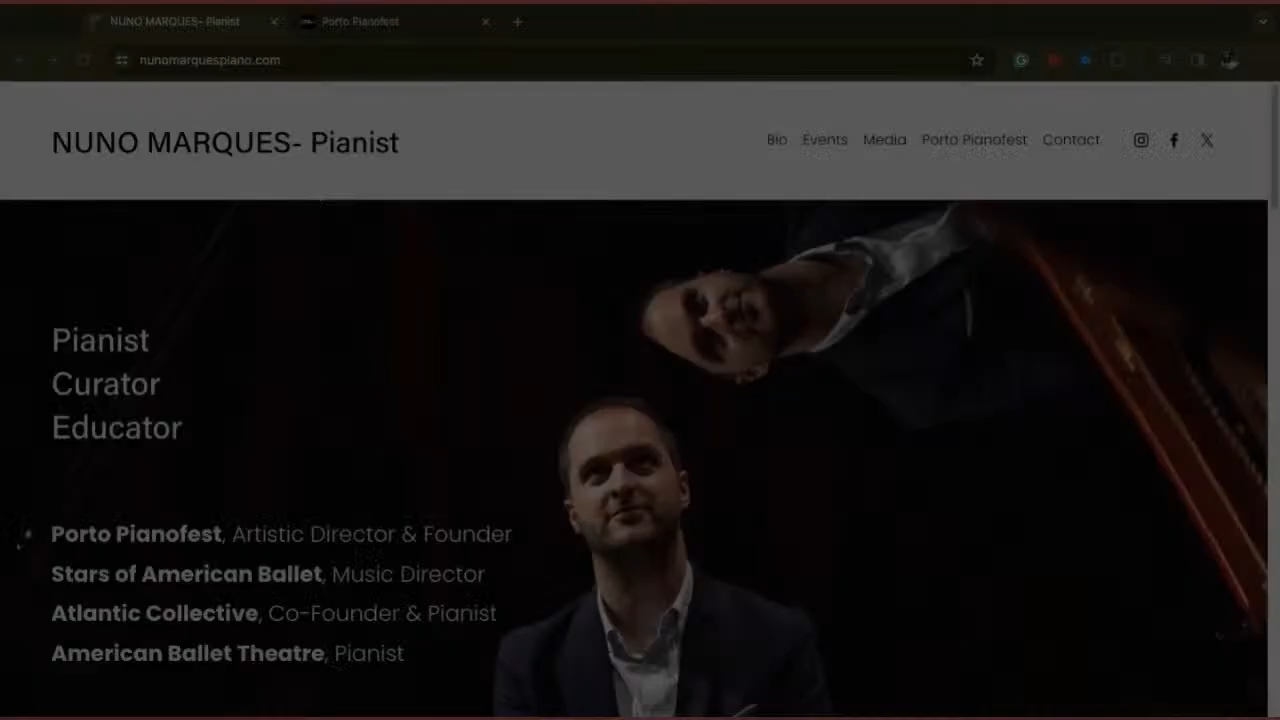 NUNO MARQUES- Pianist
Porto Pianofest
nunomarquespiano.com
NUNO MARQUES- Pianist
Bio Events Media Porto Pianofest Contact
Pianist
Curator
Educator
Porto Pianofest, Artistic Director & Founder
Stars of American Ballet, Music Director
Atlantic Collective, Co-Founder & Pianist
American Ballet Theatre, Pianist